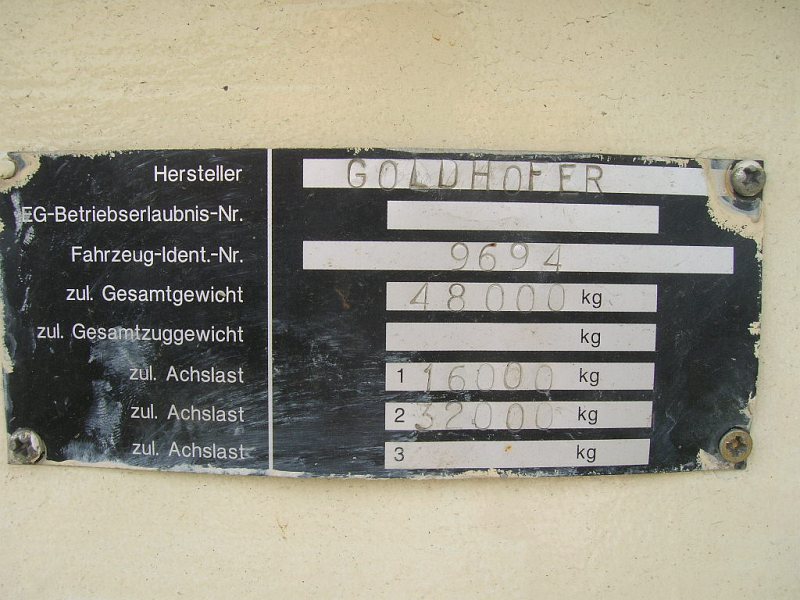 Hersteller GOLDHOFER
EG-Betriebserlaubnis-Nr.
Fahrzeug-Ident.-Nr. 9694
zul. Gesamtgewicht 48000 kg
zul. Gesamtzuggewicht kg
zul. Achslast 1 16000 kg
zul. Achslast 2 32000 kg
zul. Achslast 3 kg